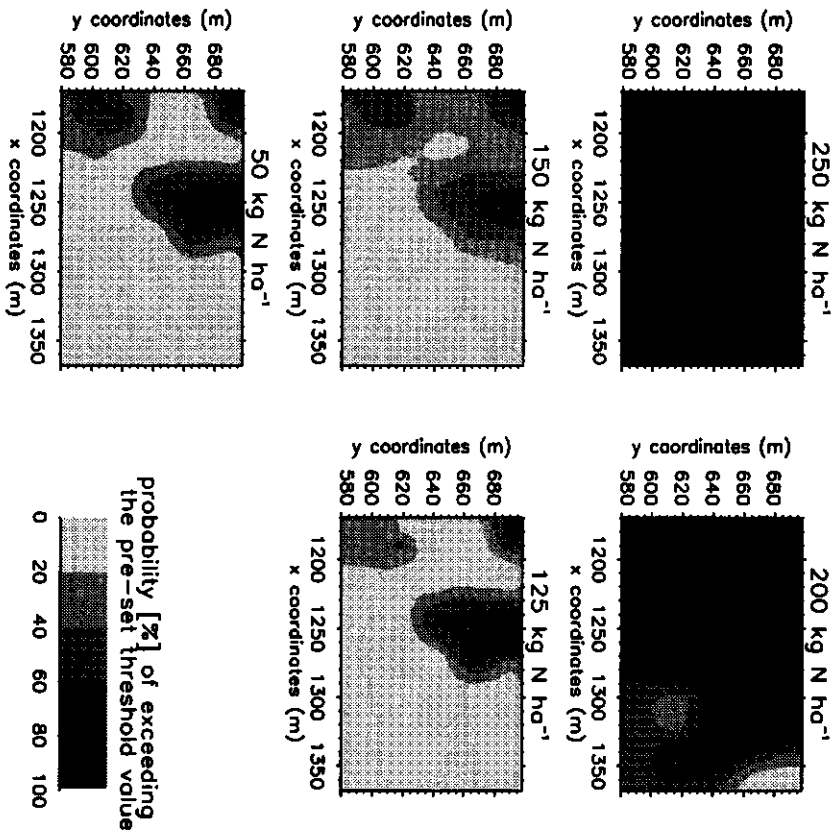 250 kg N ha⁻¹
y coordinates (m)
680
660
640
620
600
580
1200 1250 1300 1350
x coordinates (m)
200 kg N ha⁻¹
y coordinates (m)
680
660
640
620
600
580
1200 1250 1300 1350
x coordinates (m)
150 kg N ha⁻¹
y coordinates (m)
680
660
640
620
600
580
1200 1250 1300 1350
x coordinates (m)
125 kg N ha⁻¹
y coordinates (m)
680
660
640
620
600
580
1200 1250 1300 1350
x coordinates (m)
50 kg N ha⁻¹
y coordinates (m)
680
660
640
620
600
580
1200 1250 1300 1350
x coordinates (m)
probability [%] of exceeding
the pre-set threshold value
0 20 40 60 80 100